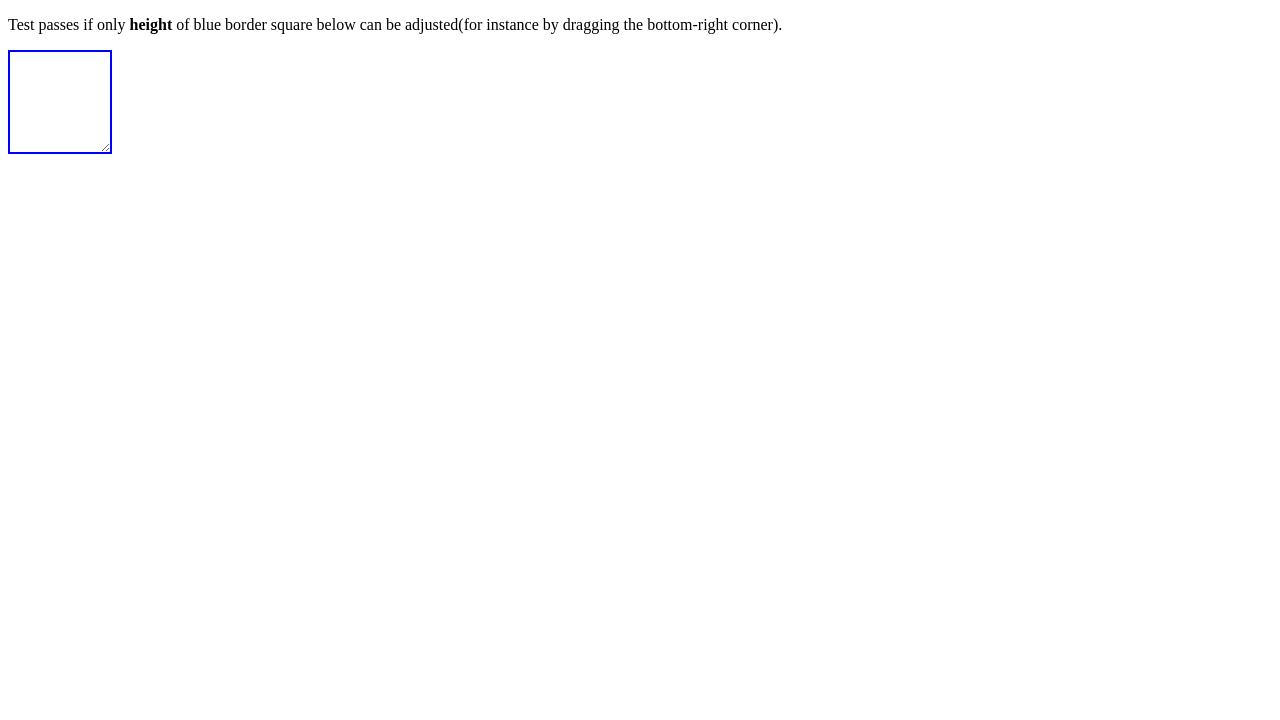 Test passes if only height of blue border square below can be adjusted(for instance by dragging the bottom-right corner).